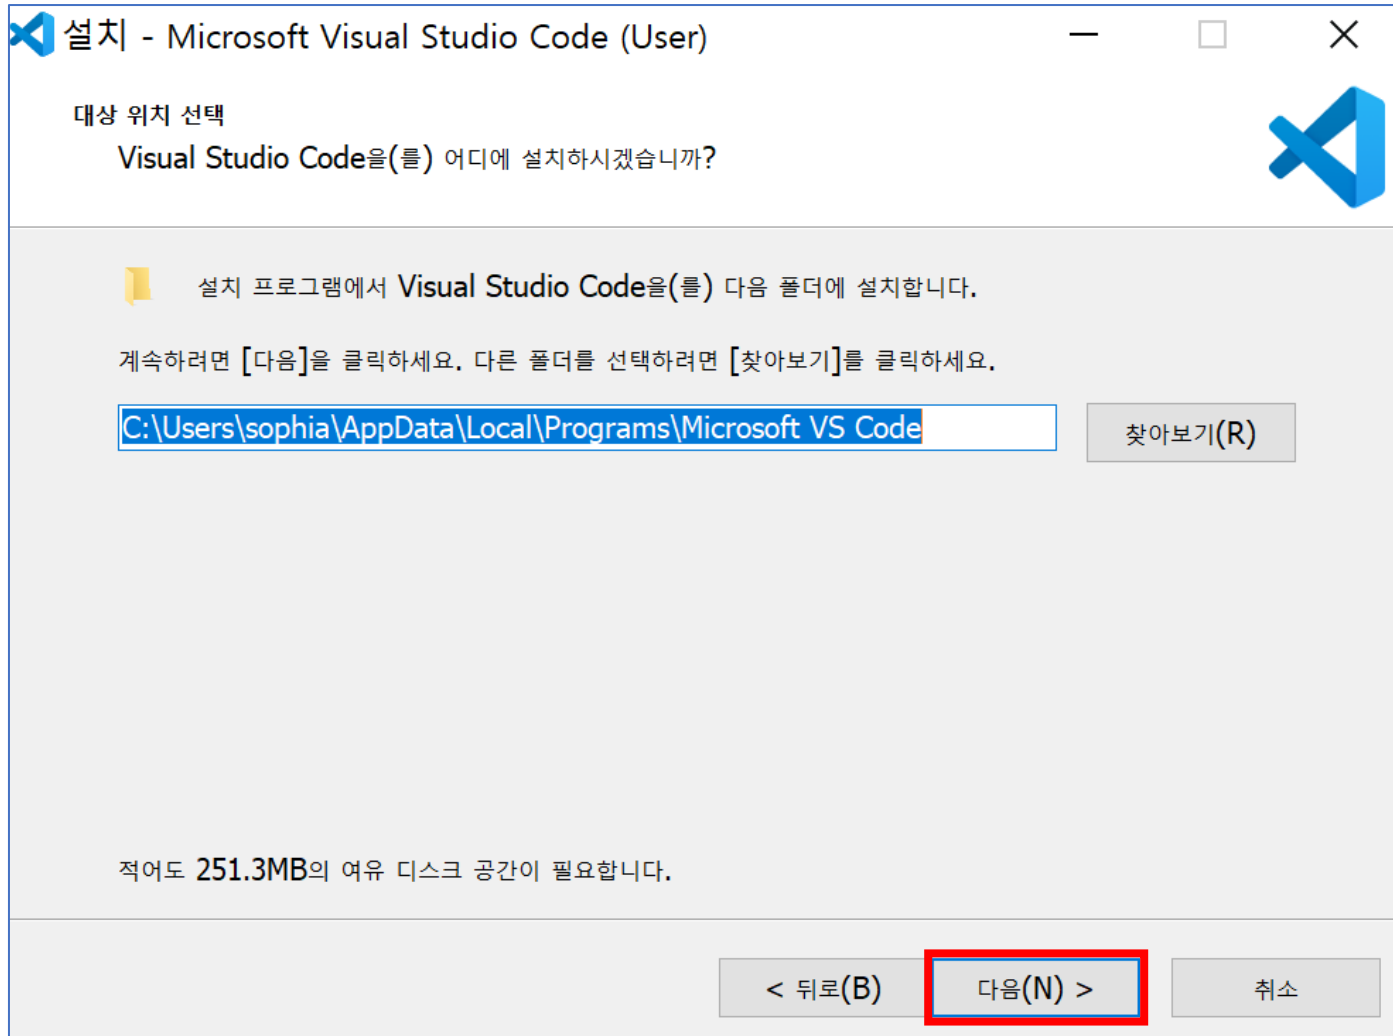 설치 - Microsoft Visual Studio Code (User)
대상 위치 선택
Visual Studio Code을(를) 어디에 설치하시겠습니까?
설치 프로그램에서 Visual Studio Code을(를) 다음 폴더에 설치합니다.
계속하려면 [다음]을 클릭하세요. 다른 폴더를 선택하려면 [찾아보기]를 클릭하세요.
C:\Users\sophia\AppData\Local\Programs\Microsoft VS Code
찾아보기(R)
적어도 251.3MB의 여유 디스크 공간이 필요합니다.
< 뒤로(B) 다음(N) > 취소